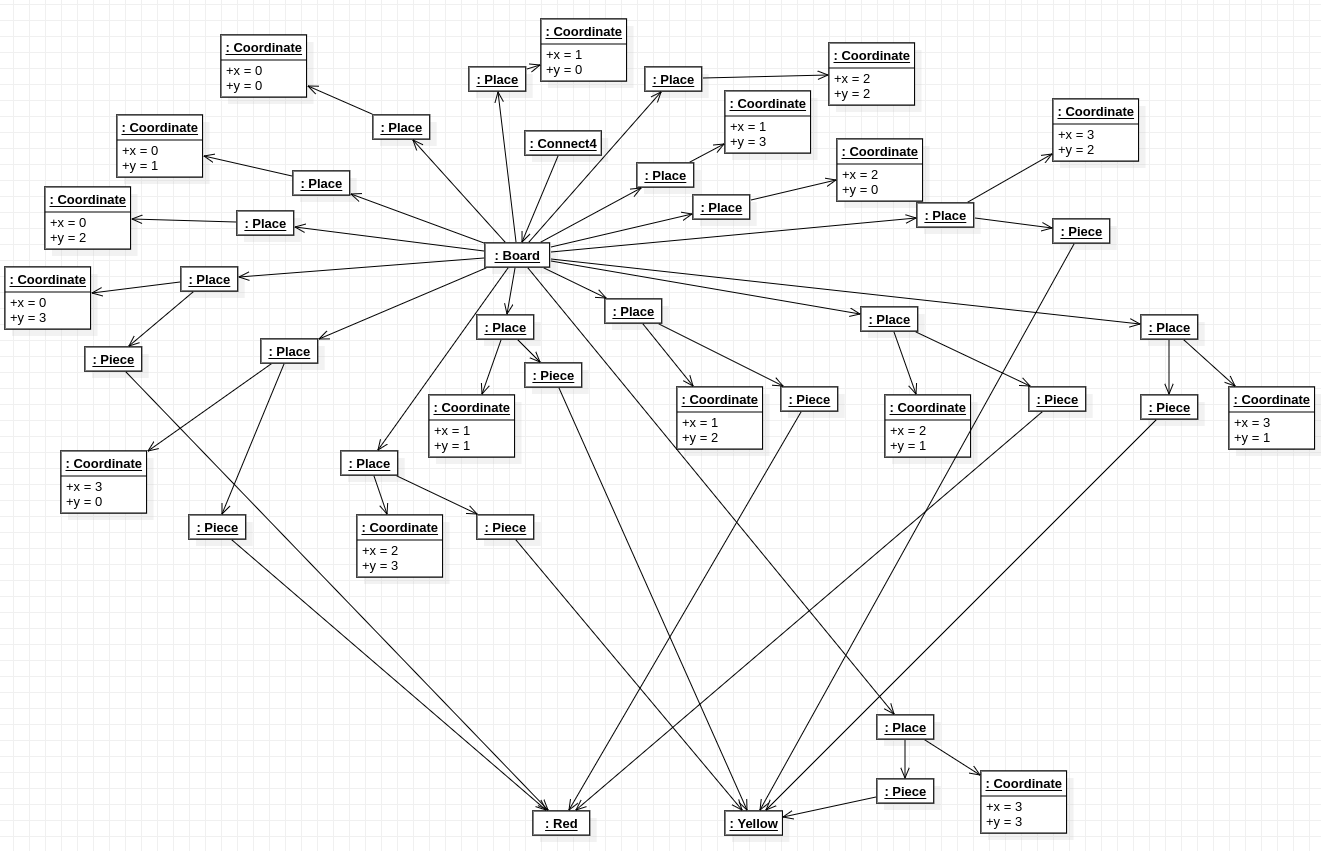 : Coordinate
+x = 1
+y = 0
: Coordinate
+x = 0
+y = 0
: Place
: Place
: Coordinate
+x = 2
+y = 2
: Coordinate
+x = 1
+y = 3
: Coordinate
+x = 3
+y = 2
: Coordinate
+x = 0
+y = 1
: Place
: Connect4
: Coordinate
+x = 2
+y = 0
: Place
: Place
: Coordinate
+x = 0
+y = 2
: Place
: Place
: Place
: Piece
: Board
: Coordinate
+x = 0
+y = 3
: Place
: Place
: Place
: Place
: Place
: Piece
: Place
: Piece
: Coordinate
+x = 1
+y = 1
: Coordinate
+x = 1
+y = 2
: Piece
: Coordinate
+x = 2
+y = 1
: Piece
: Piece
: Coordinate
+x = 3
+y = 1
: Coordinate
+x = 3
+y = 0
: Place
: Piece
: Coordinate
+x = 2
+y = 3
: Piece
: Place
: Piece
: Coordinate
+x = 3
+y = 3
: Red
: Yellow